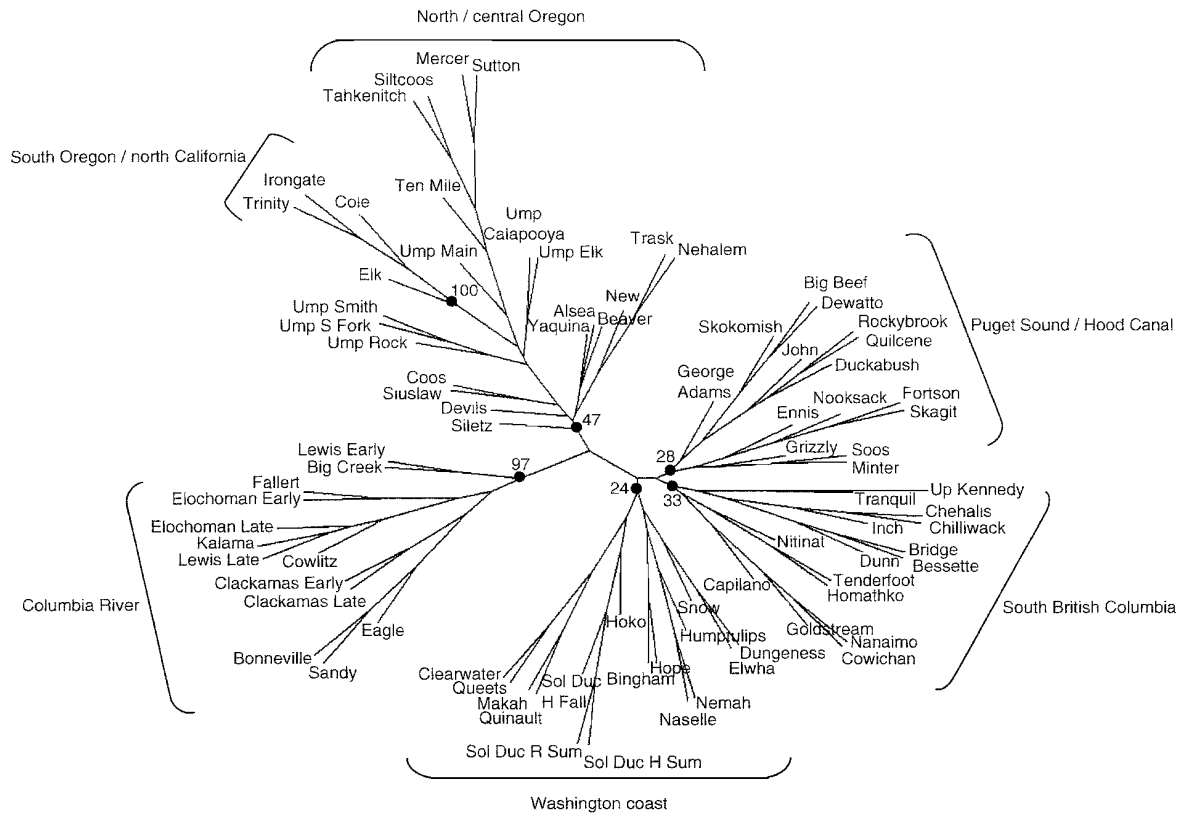 North / central Oregon
Mercer
Sutton
Siltcoos
Tahkenitch
South Oregon / north California
Irongate
Trinity
Cole
Ten Mile
Ump
Calapooya
Ump Main
Ump Elk
Elk
100
Ump Smith
Ump S Fork
Ump Rock
Trask
Nehalem
New
Alsea
Yaquina
Beaver
Coos
Siuslaw
Devils
Siletz
47
Big Beef
Dewatto
Skokomish
Rockybrook
Quilcene
John
Duckabush
George
Adams
Puget Sound / Hood Canal
Nooksack
Fortson
Skagit
Ennis
Grizzly
Soos
Minter
28
Lewis Early
Big Creek
97
Fallert
Elochoman Early
Elochoman Late
Kalama
Lewis Late
Cowlitz
Clackamas Early
Clackamas Late
Columbia River
Eagle
Bonneville
Sandy
24
33
Up Kennedy
Tranquil
Chehalis
Chilliwack
Inch
Nitinat
Bridge
Bessette
Dunn
Tenderfoot
Homathko
Capilano
South British Columbia
Goldstream
Nanaimo
Cowichan
Snow
Hoko
Humptulips
Dungeness
Elwha
Hope
Bingham
Nemah
Naselle
Clearwater
Queets
Makah
Quinault
Sol Duc
H Fall
Sol Duc R Sum
Sol Duc H Sum
Washington coast